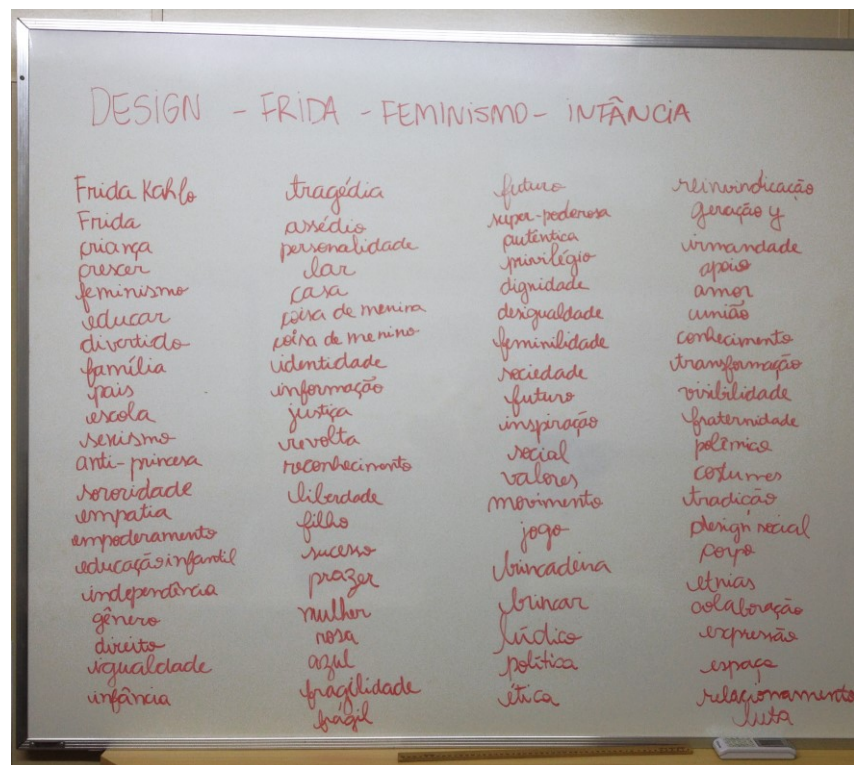 DESIGN - FRIDA - FEMINISMO - INFÂNCIA
Frida Kahlo
Frida
criança
crescer
feminismo
educar
divertido
família
pais
escola
sexismo
anti-princesa
sororidade
empatia
empoderamento
educação infantil
independência
gênero
direito
igualdade
infância
tragédia
assédio
personalidade
lar
casa
coisa de menina
coisa de menino
identidade
informação
justiça
revolta
reconhecimento
liberdade
filho
sucesso
prazer
mulher
rosa
azul
fragilidade
frágil
futuro
super-poderosa
autêntica
privilégio
dignidade
desigualdade
feminilidade
sociedade
futuro
inspiração
social
valores
movimento
jogo
brincadeira
brincar
lúdico
política
ética
reinvindicação
geração y
irmandade
apoio
amor
união
conhecimento
transformação
visibilidade
fraternidade
polêmica
costumes
tradição
design social
corpo
etnias
colaboração
expressão
espaço
relacionamento
luta